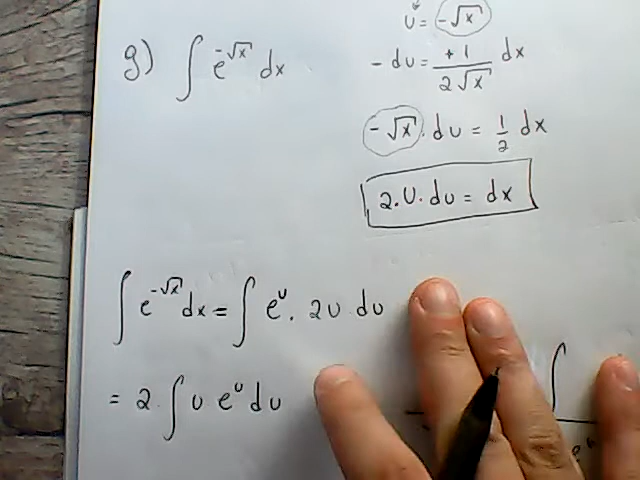 u = -√x
g) ∫ e^{-√x} dx
- du = +1 / 2√x dx
-√x . du = 1/2 dx
2.U.du = dx
∫ e^{-√x} dx = ∫ e^u . 2u du
= 2 ∫ u e^u du
∫